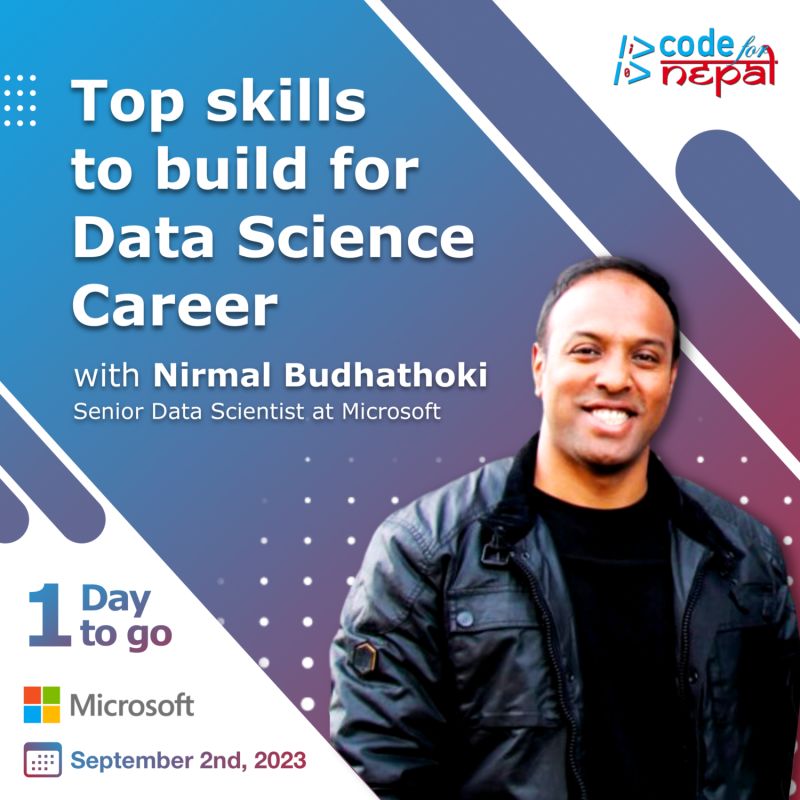 code for
nepal
Top skills
to build for
Data Science
Career
with Nirmal Budhathoki
Senior Data Scientist at Microsoft
1 Day
to go
Microsoft
September 2nd, 2023